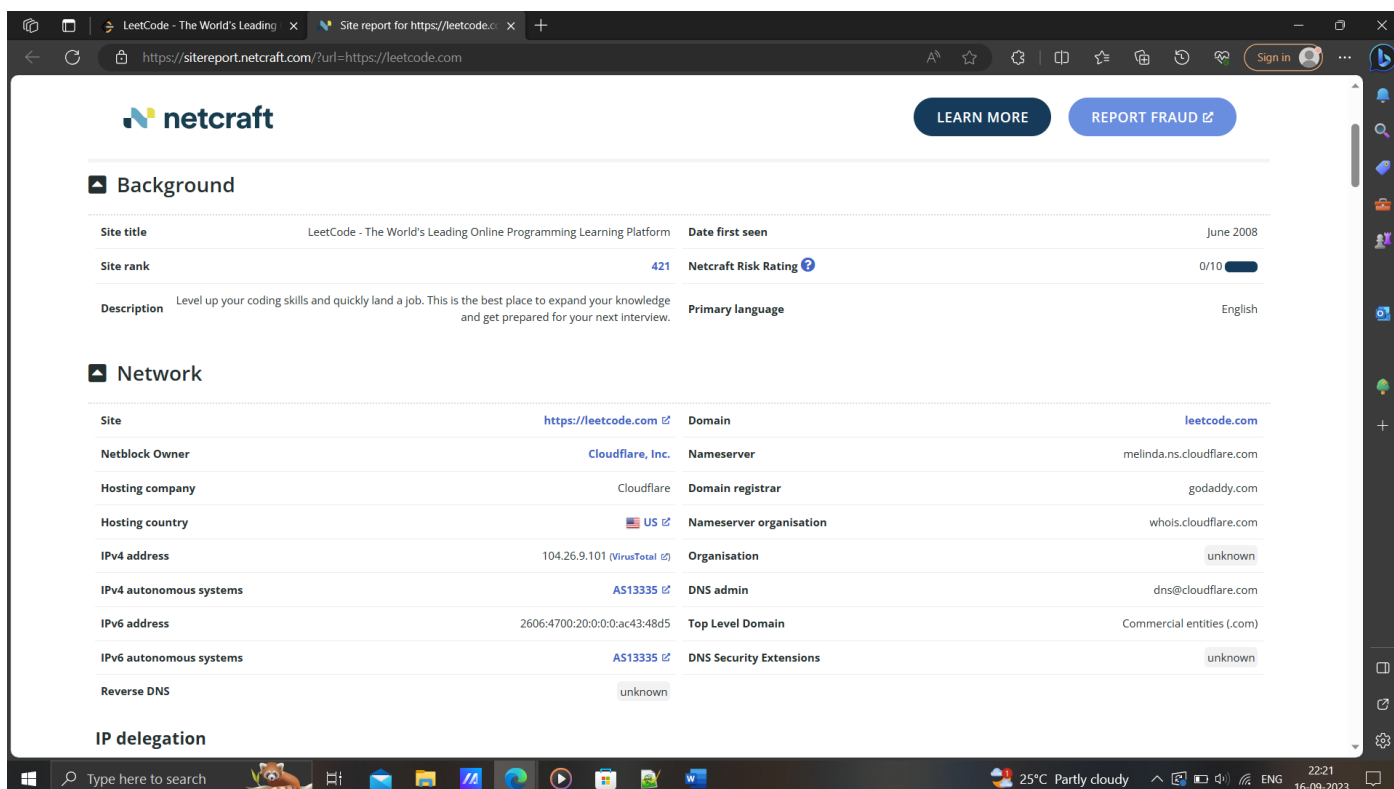 LeetCode - The World's Leading
Site report for https://leetcode.co
https://sitereport.netcraft.com/?url=https://leetcode.com
Sign in
netcraft
LEARN MORE
REPORT FRAUD
Background
Site title LeetCode - The World's Leading Online Programming Learning Platform Date first seen June 2008
Site rank 421 Netcraft Risk Rating ? 0/10
Description Level up your coding skills and quickly land a job. This is the best place to expand your knowledge
and get prepared for your next interview. Primary language English
Network
Site https://leetcode.com Domain leetcode.com
Netblock Owner Cloudflare, Inc. Nameserver melinda.ns.cloudflare.com
Hosting company Cloudflare Domain registrar godaddy.com
Hosting country US Nameserver organisation whois.cloudflare.com
IPv4 address 104.26.9.101 (VirusTotal) Organisation unknown
IPv4 autonomous systems AS13335 DNS admin dns@cloudflare.com
IPv6 address 2606:4700:20:0:0:0:ac43:48d5 Top Level Domain Commercial entities (.com)
IPv6 autonomous systems AS13335 DNS Security Extensions unknown
Reverse DNS unknown
IP delegation
Type here to search
25°C Partly cloudy
ENG
22:21
16-09-2023